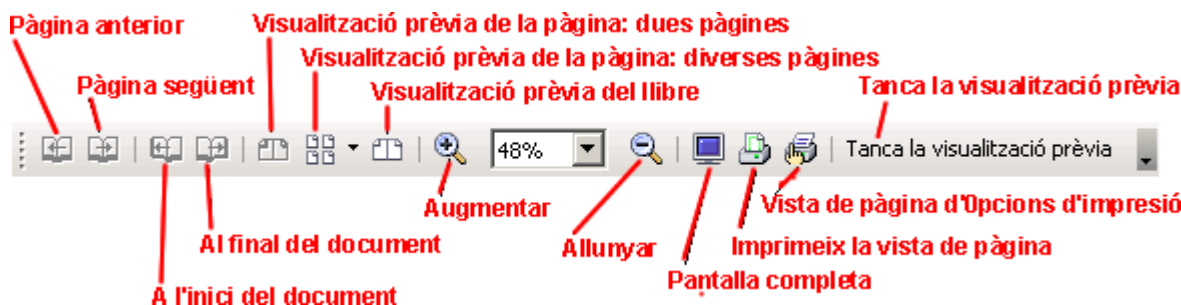 Pàgina anterior
Visualització prèvia de la pàgina: dues pàgines
Visualització prèvia de la pàgina: diverses pàgines
Pàgina següent
Visualització prèvia del llibre
Tanca la visualització prèvia
48%
Tanca la visualització prèvia
Augmentar
Vista de pàgina d'Opcions d'impresió
Al final del document
Allunyar
Imprimeix la vista de pàgina
Pantalla completa
A l'inici del document